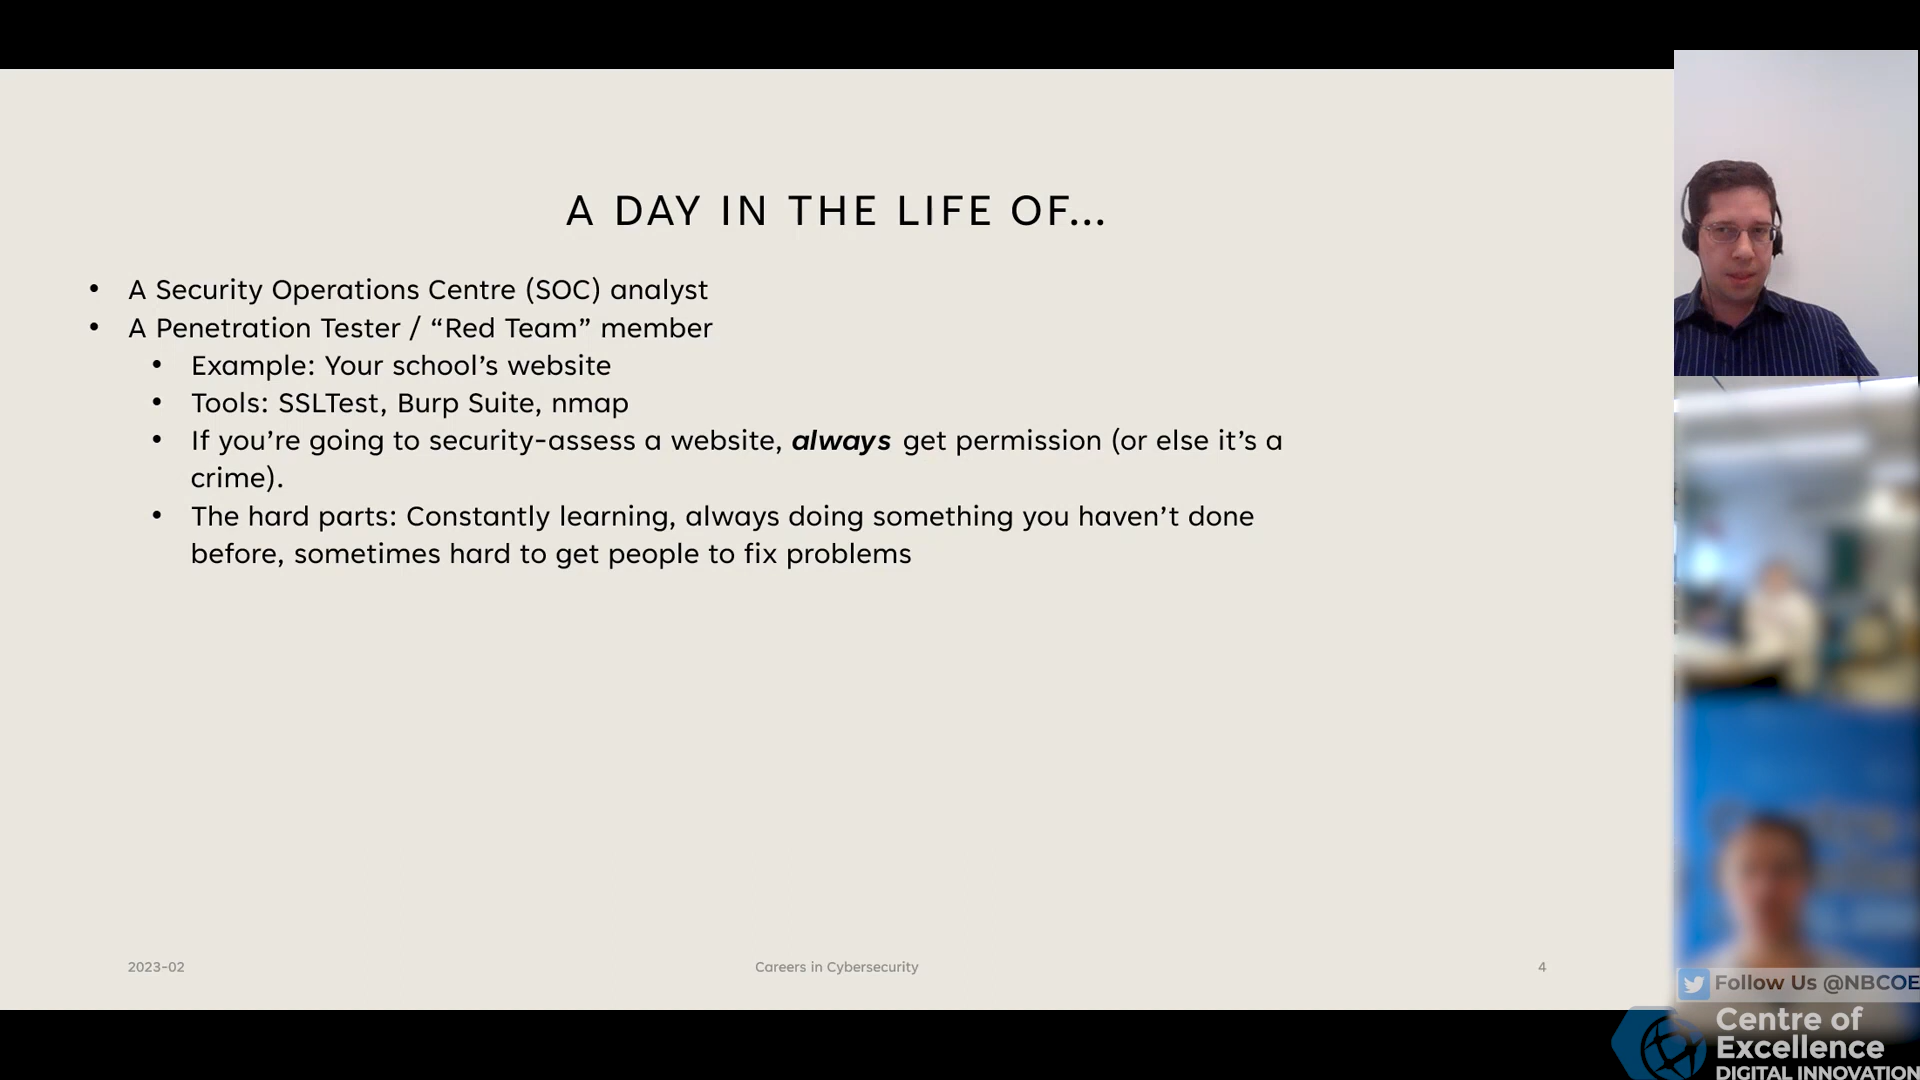 A DAY IN THE LIFE OF...
• A Security Operations Centre (SOC) analyst
• A Penetration Tester / “Red Team” member
• Example: Your school’s website
• Tools: SSLTest, Burp Suite, nmap
• If you’re going to security-assess a website, always get permission (or else it’s a
crime).
• The hard parts: Constantly learning, always doing something you haven’t done
before, sometimes hard to get people to fix problems
2023-02
Careers in Cybersecurity
4
Follow Us @NBCOE
Centre of
Excellence
DIGITAL INNOVATION